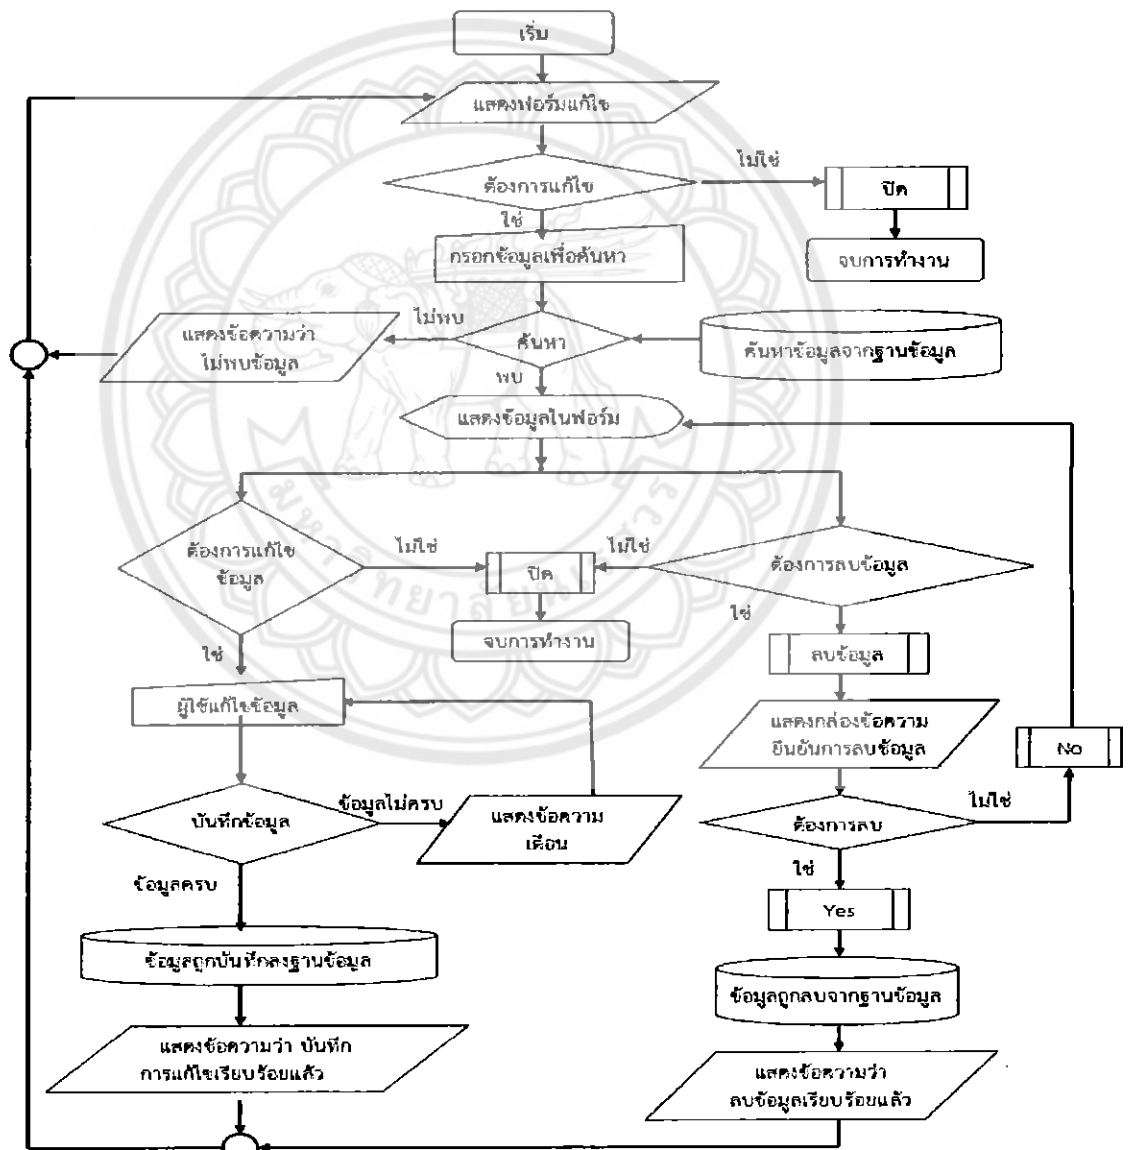 เริ่ม
แสดงฟอร์มแก้ไข
ต้องการแก้ไข
ไม่ใช่
ปิด
ใช่
กรอกข้อมูลเพื่อค้นหา
จบการทำงาน
แสดงข้อความว่า
ไม่พบข้อมูล
ไม่พบ
ค้นหา
ค้นหาข้อมูลจากฐานข้อมูล
พบ
แสดงข้อมูลในฟอร์ม
ต้องการแก้ไข
ข้อมูล
ไม่ใช่
ปิด
ไม่ใช่
ต้องการลบข้อมูล
จบการทำงาน
ใช่
ใช่
ลบข้อมูล
ผู้ใช้แก้ไขข้อมูล
แสดงกล่องข้อความ
ยืนยันการลบข้อมูล
No
บันทึกข้อมูล
ข้อมูลไม่ครบ
แสดงข้อความ
เตือน
ต้องการลบ
ไม่ใช่
ข้อมูลครบ
ใช่
Yes
ข้อมูลถูกบันทึกลงฐานข้อมูล
ข้อมูลถูกลบจากฐานข้อมูล
แสดงข้อความว่า บันทึก
การแก้ไขเรียบร้อยแล้ว
แสดงข้อความว่า
ลบข้อมูลเรียบร้อยแล้ว